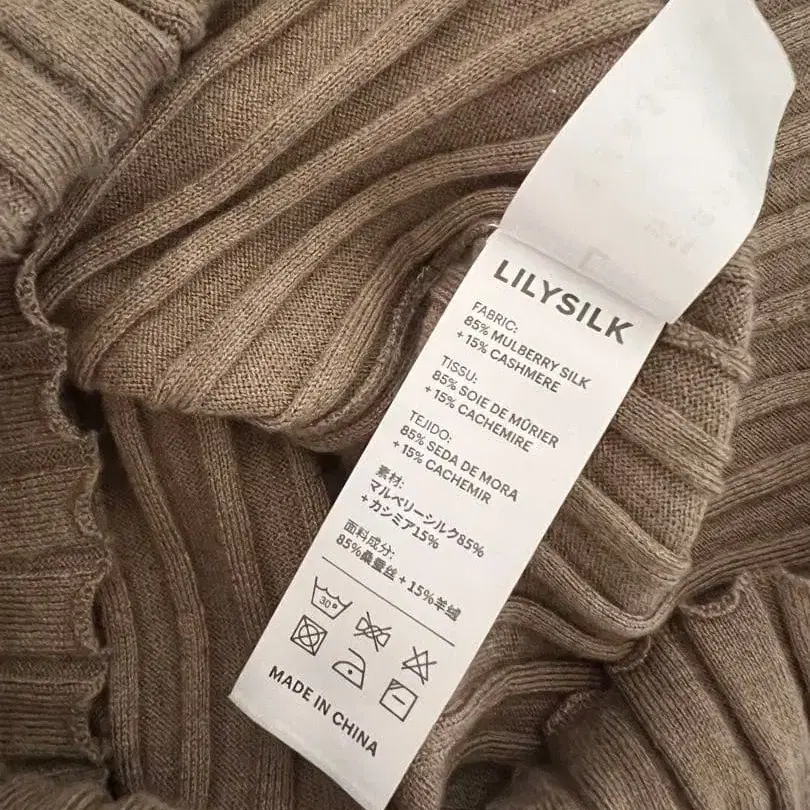 LILYSILK
FABRIC:
85% MULBERRY SILK
+ 15% CASHMERE
TISSU:
85% SOIE DE MÛRIER
+ 15% CACHEMIRE
TEJIDO:
85% SEDA DE MORA
+ 15% CACHEMIR
素材:
マルベリーシルク85%
+ カシミア15%
面料成分:
85%桑蚕丝 + 15%羊绒
30°
MADE IN CHINA